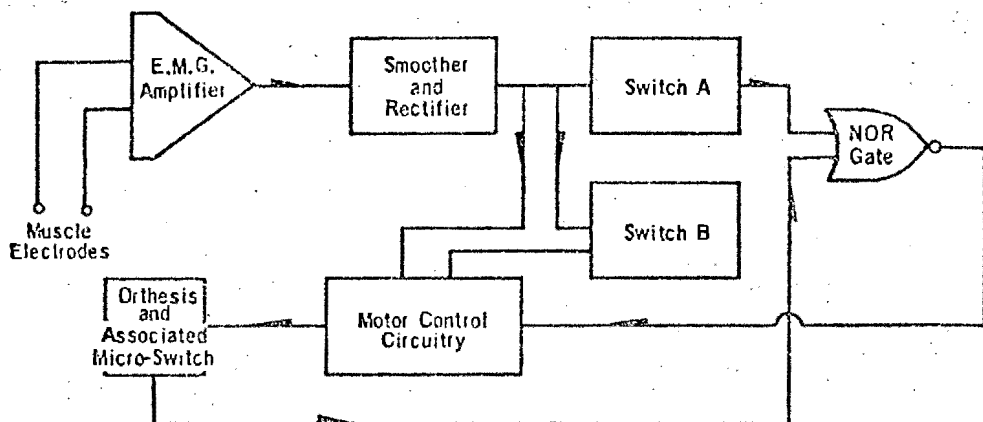 E.M.G.
Amplifier
Smoother
and
Rectifier
Switch A
NOR
Gate
Muscle
Electrodes
Switch B
Orthesis
and
Associated
Micro-Switch
Motor Control
Circuitry